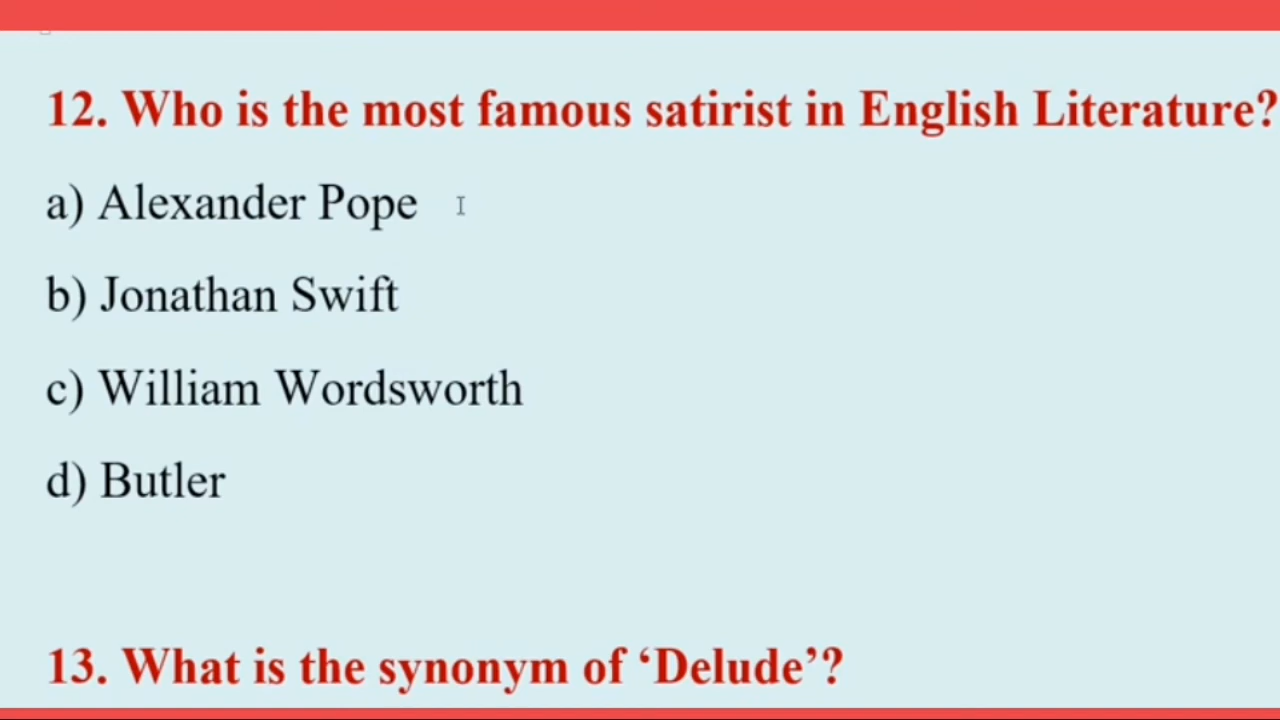 12. Who is the most famous satirist in English Literature?
a) Alexander Pope
b) Jonathan Swift
c) William Wordsworth
d) Butler
13. What is the synonym of ‘Delude’?